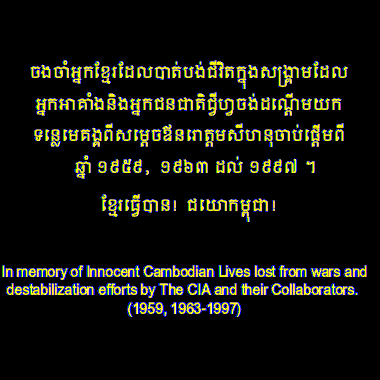 ចងចាំអ្នកខ្មែរដែលបាត់បង់ជីវិតក្នុងសង្គ្រាមដែល
អ្នកអាគាំងនិងអ្នកជនជាតិជ្វីហ្វចង់ដណ្ដើមយក
ទន្លេមេគង្គពីសម្ដេចឪនរោត្តមសីហនុចាប់ផ្ដើមពី
ឆ្នាំ ១៩៥៩, ១៩៦៣ ដល់ ១៩៩៧ ។
ខ្មែរធ្វើបាន! ជយោកម្ពុជា!
In memory of Innocent Cambodian Lives lost from wars and
destabilization efforts by The CIA and their Collaborators.
(1959, 1963-1997)